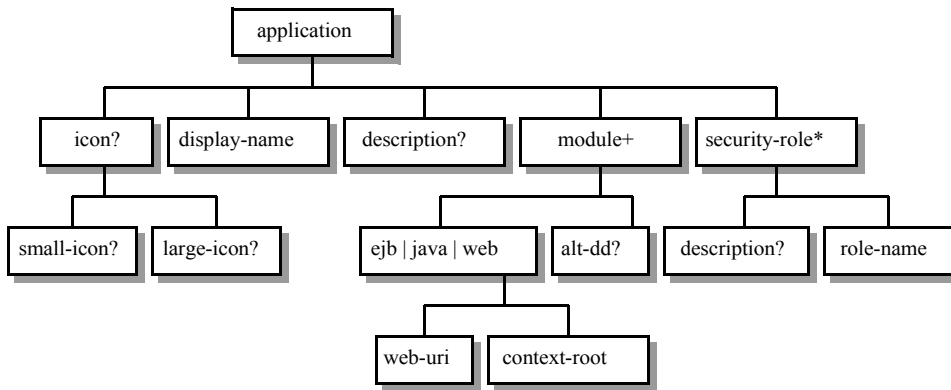 application
icon?
display-name
description?
module+
security-role*
small-icon?
large-icon?
ejb | java | web
alt-dd?
description?
role-name
web-uri
context-root